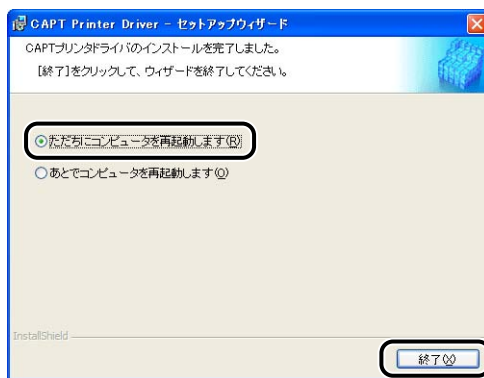 CAPT Printer Driver - セットアップウィザード
CAPTプリンタドライバのインストールを完了しました。
[終了]をクリックして、ウィザードを終了してください。
ただちにコンピュータを再起動します(R)
あとでコンピュータを再起動します(O)
InstallShield
終了(X)